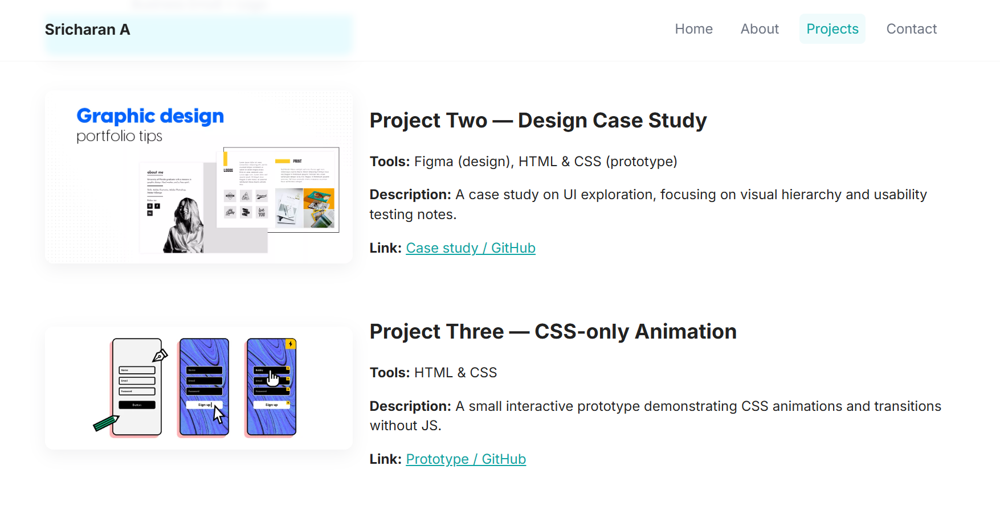 Sricharan A
Home
About
Projects
Contact
Graphic design
portfolio tips
about me
Follow me
LOGOS
PRINT
be
YOU
Project Two — Design Case Study
Tools: Figma (design), HTML & CSS (prototype)
Description: A case study on UI exploration, focusing on visual hierarchy and usability
testing notes.
Link: Case study / GitHub
Name
Email
Password
Button
Name
Email
Password
Sign up
Bobby
Email
Password
Sign up
Project Three — CSS-only Animation
Tools: HTML & CSS
Description: A small interactive prototype demonstrating CSS animations and transitions
without JS.
Link: Prototype / GitHub